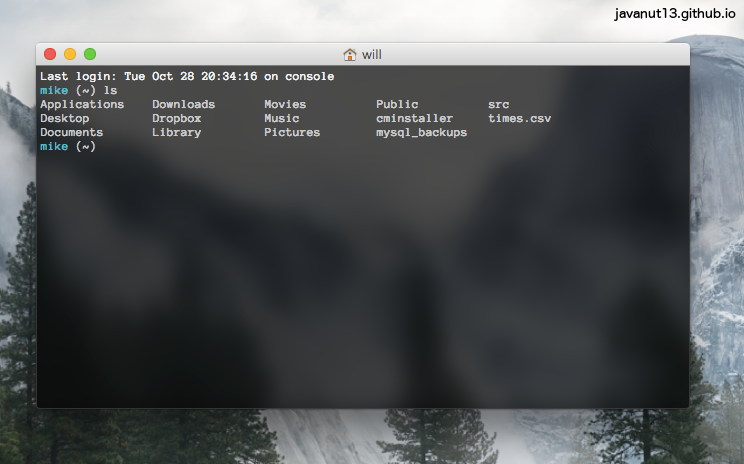 javanut13.github.io
will
Last login: Tue Oct 28 20:34:16 on console
mike (~) ls
Applications Downloads Movies Public src
Desktop Dropbox Music cminstaller times.csv
Documents Library Pictures mysql_backups
mike (~)